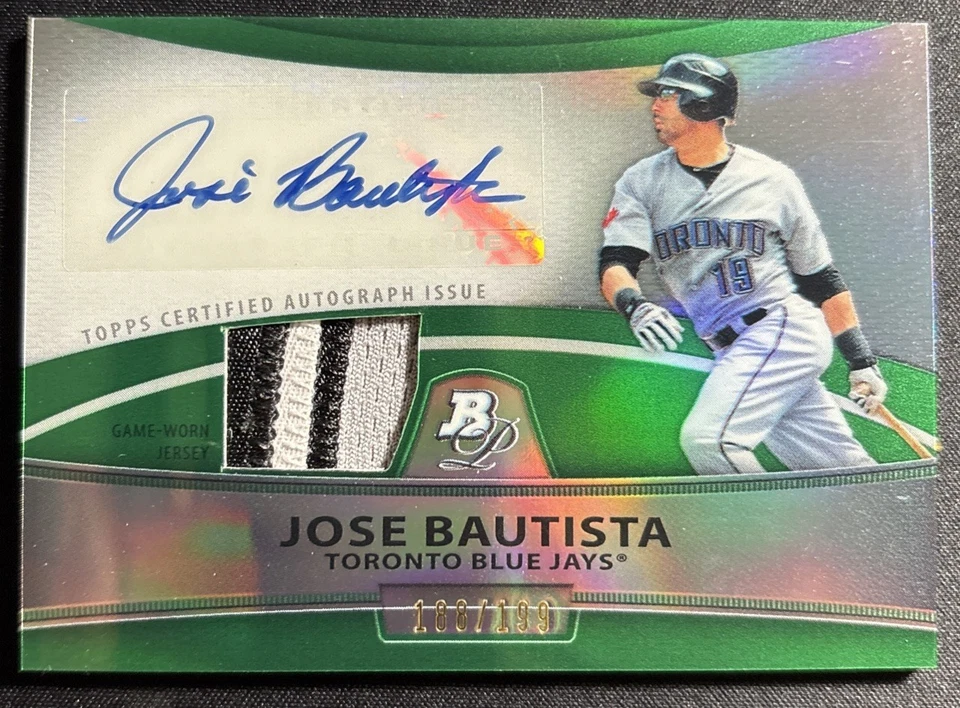 Jose Bautista
TOPPS CERTIFIED AUTOGRAPH ISSUE
TORONTO
19
GAME-WORN
JERSEY
BP
JOSE BAUTISTA
TORONTO BLUE JAYS®
188/199